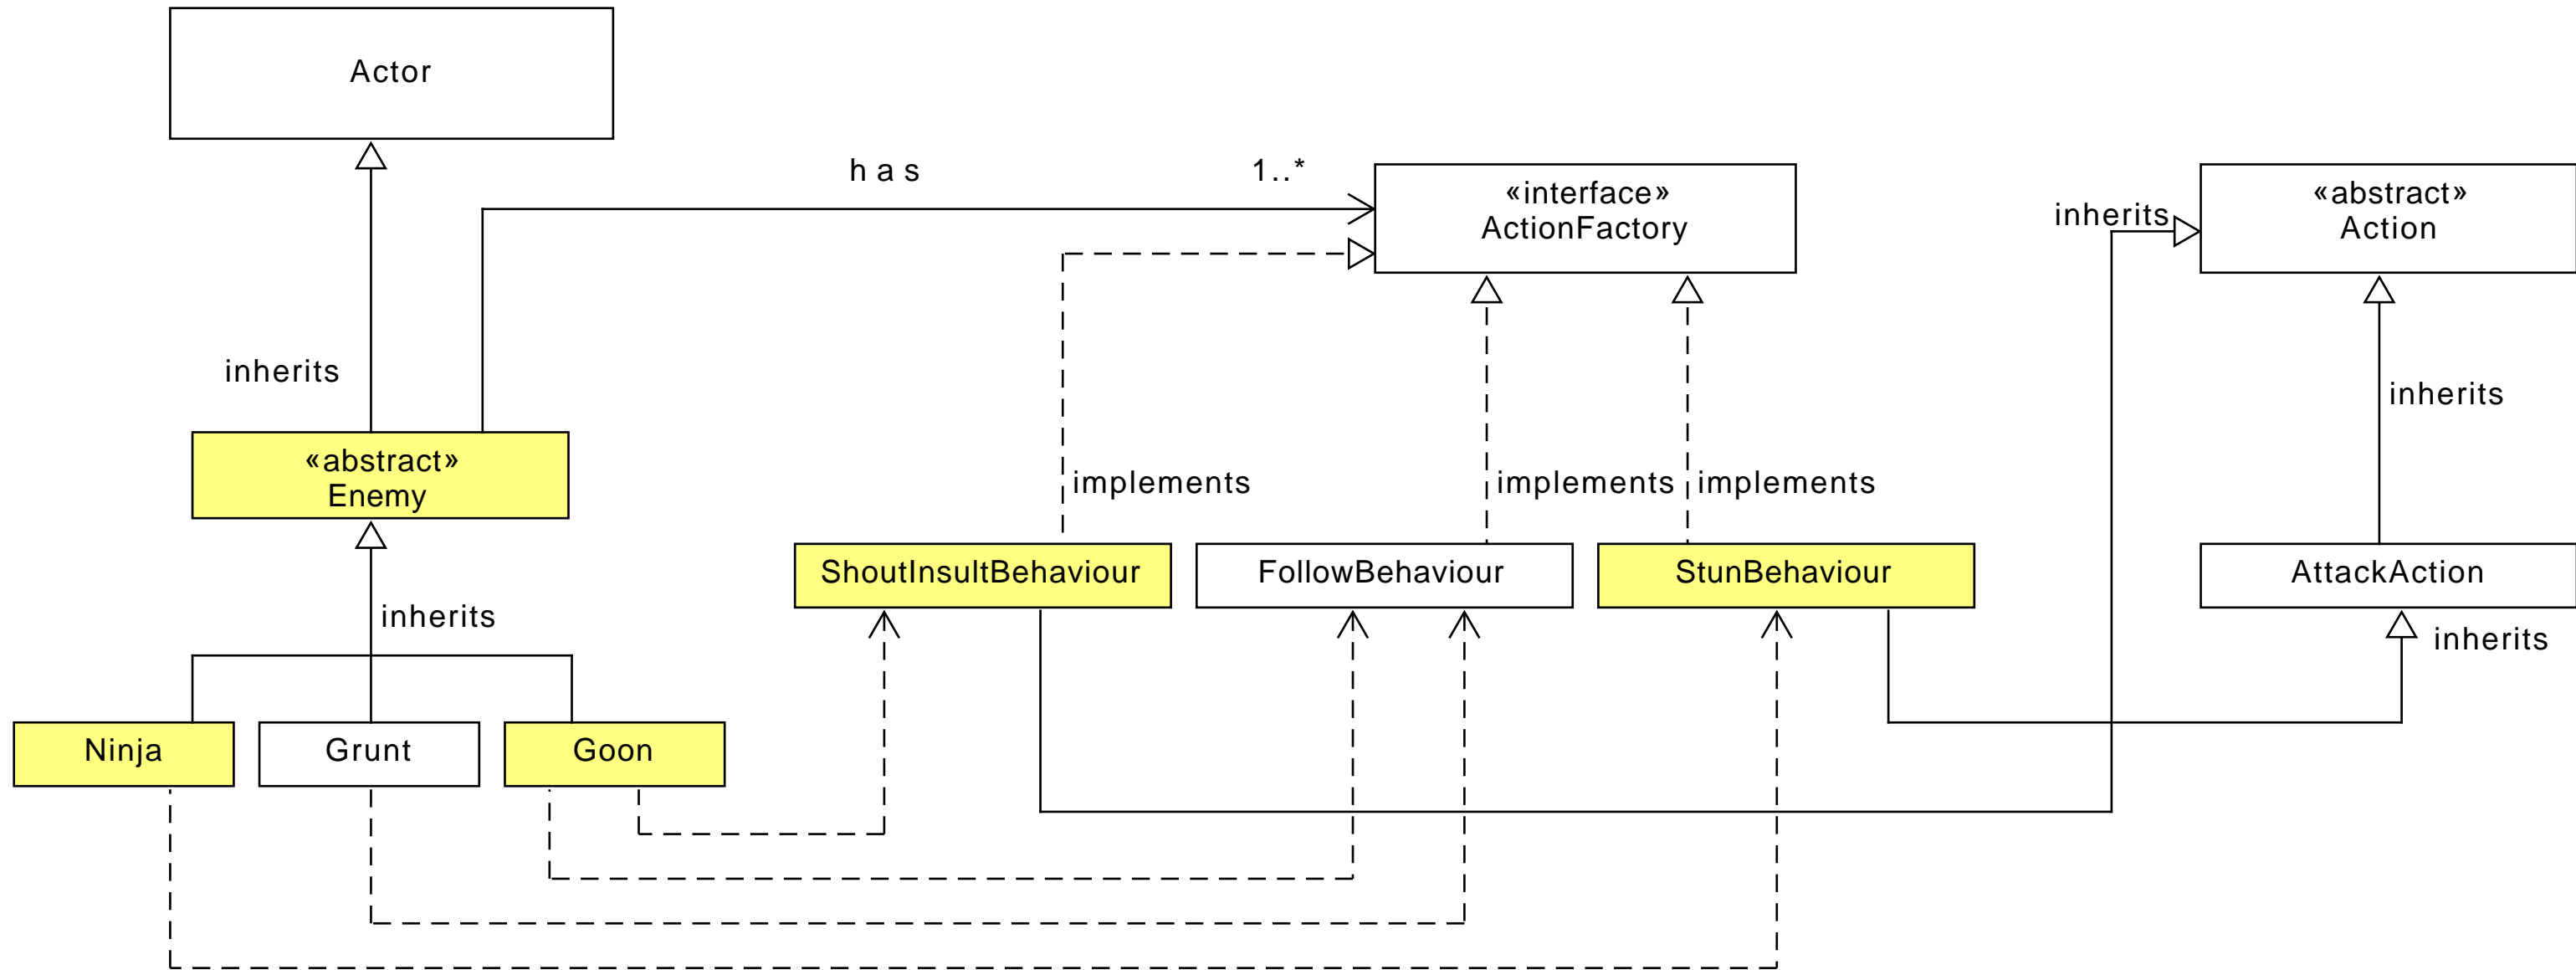 Actor
has
1..*
«interface»
ActionFactory
inherits
«abstract»
Action
inherits
inherits
«abstract»
Enemy
implements
implements
implements
ShoutInsultBehaviour
FollowBehaviour
StunBehaviour
AttackAction
inherits
inherits
Ninja
Grunt
Goon